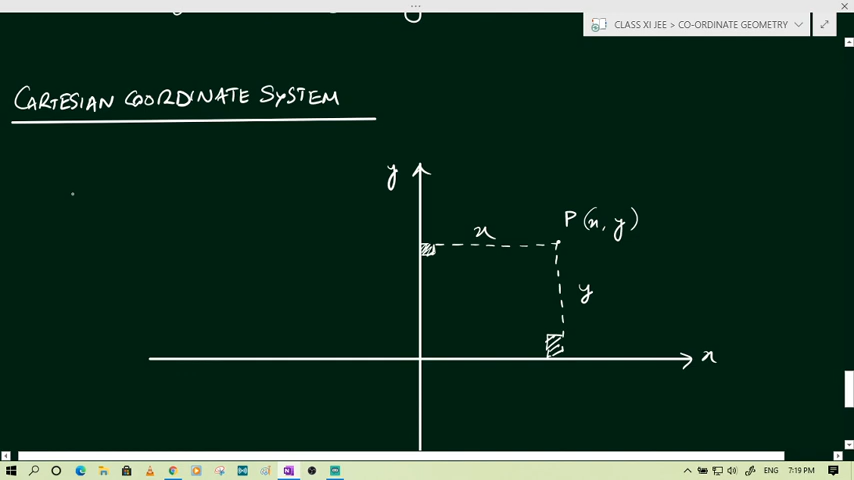 CLASS XI JEE > CO-ORDINATE GEOMETRY
CARTESIAN COORDINATE SYSTEM
y
P (x, y)
x
y
x
ENG 7:19 PM